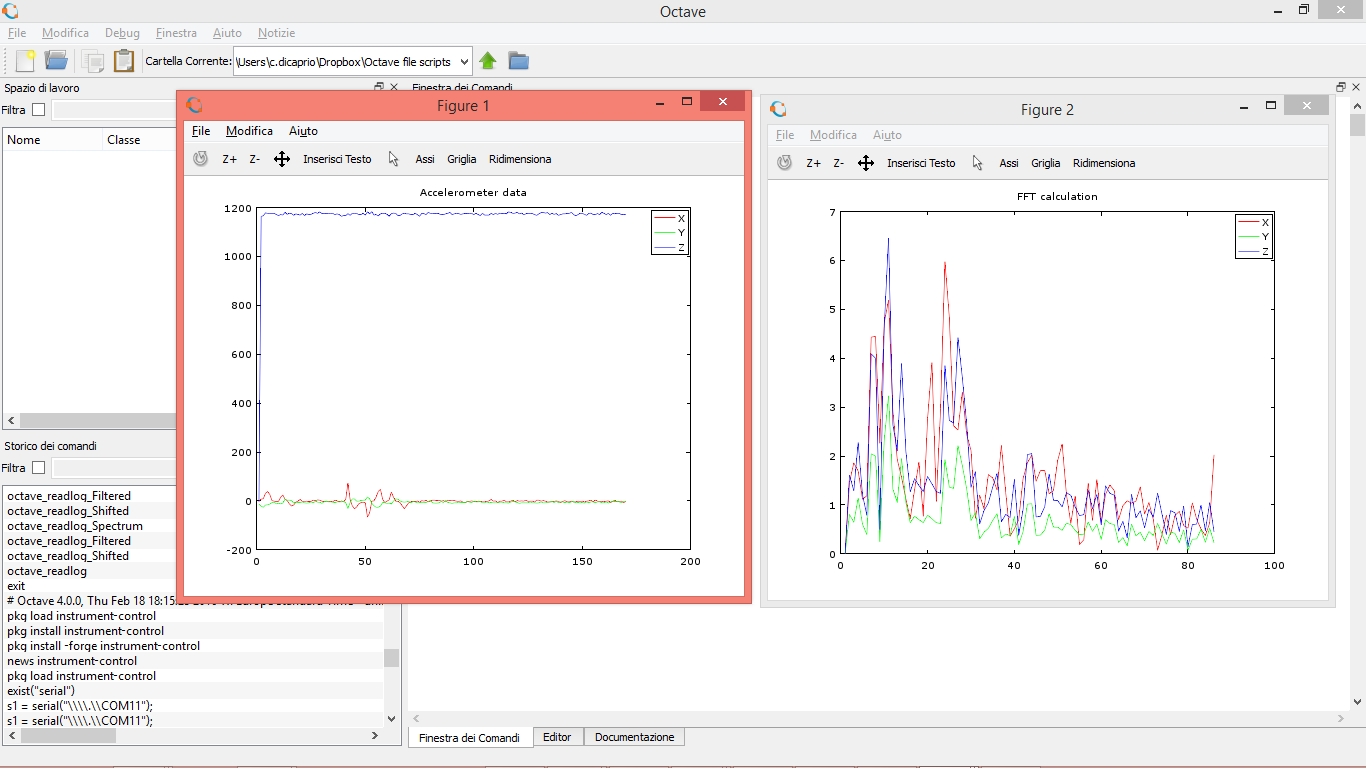 Octave
File Modifica Debug Finestra Aiuto Notizie
Cartella Corrente: \Users\c.dicaprio\Dropbox\Octave file scripts
Spazio di lavoro
Filtra
Nome Classe
Storico dei comandi
Filtra
octave_readlog_Filtered
octave_readlog_Shifted
octave_readlog_Spectrum
octave_readlog_Filtered
octave_readlog_Shifted
octave_readlog
exit
# Octave 4.0.0, Thu Feb 18 18:15:
pkg load instrument-control
pkg install instrument-control
pkg install -forge instrument-control
news instrument-control
pkg load instrument-control
exist("serial")
s1 = serial("\\\\.\\COM11");
s1 = serial("\\\\.\\COM11");
Finestra dei Comandi
Figure 1
File Modifica Aiuto
Z+ Z- Inserisci Testo Assi Griglia Ridimensiona
Accelerometer data
1200
1000
800
600
400
200
0
-200
0 50 100 150 200
X
Y
Z
Figure 2
File Modifica Aiuto
Z+ Z- Inserisci Testo Assi Griglia Ridimensiona
FFT calculation
7
6
5
4
3
2
1
0
0 20 40 60 80 100
X
Y
Z
Finestra dei Comandi Editor Documentazione